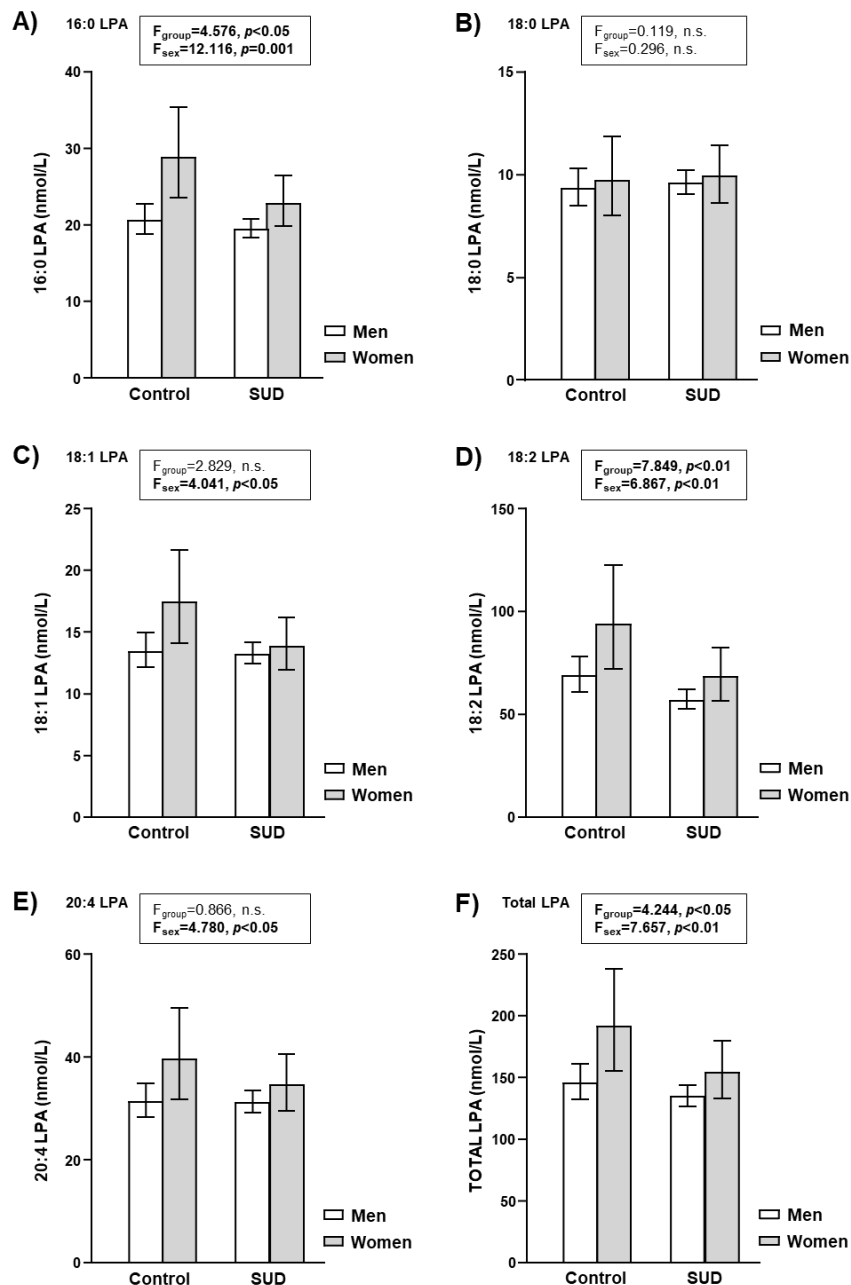 A)
16:0 LPA
Fgroup=4.576, p<0.05
Fsex=12.116, p=0.001
16:0 LPA (nmol/L)
40
30
20
10
0
Control
SUD
Men
Women
B)
18:0 LPA
Fgroup=0.119, n.s.
Fsex=0.296, n.s.
18:0 LPA (nmol/L)
15
10
5
0
Control
SUD
Men
Women
C)
18:1 LPA
Fgroup=2.829, n.s.
Fsex=4.041, p<0.05
18:1 LPA (nmol/L)
25
20
15
10
5
0
Control
SUD
Men
Women
D)
18:2 LPA
Fgroup=7.849, p<0.01
Fsex=6.867, p<0.01
18:2 LPA (nmol/L)
150
100
50
0
Control
SUD
Men
Women
E)
20:4 LPA
Fgroup=0.866, n.s.
Fsex=4.780, p<0.05
20:4 LPA (nmol/L)
60
40
20
0
Control
SUD
Men
Women
F)
Total LPA
Fgroup=4.244, p<0.05
Fsex=7.657, p<0.01
TOTAL LPA (nmol/L)
250
200
150
100
50
0
Control
SUD
Men
Women